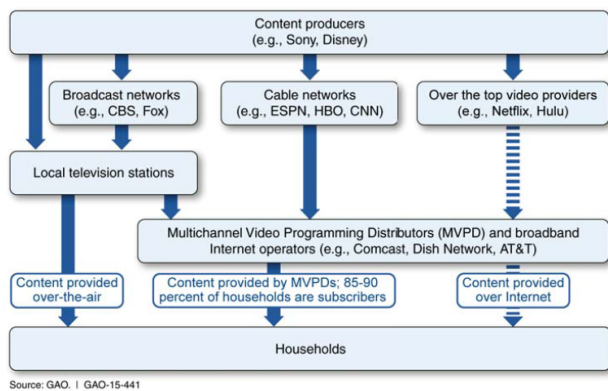 Content producers
(e.g., Sony, Disney)
Broadcast networks
(e.g., CBS, Fox)
Cable networks
(e.g., ESPN, HBO, CNN)
Over the top video providers
(e.g., Netflix, Hulu)
Local television stations
Multichannel Video Programming Distributors (MVPD) and broadband
Internet operators (e.g., Comcast, Dish Network, AT&T)
Content provided
over-the-air
Content provided by MVPDs; 85-90
percent of households are subscribers
Content provided
over Internet
Households
Source: GAO. | GAO-15-441